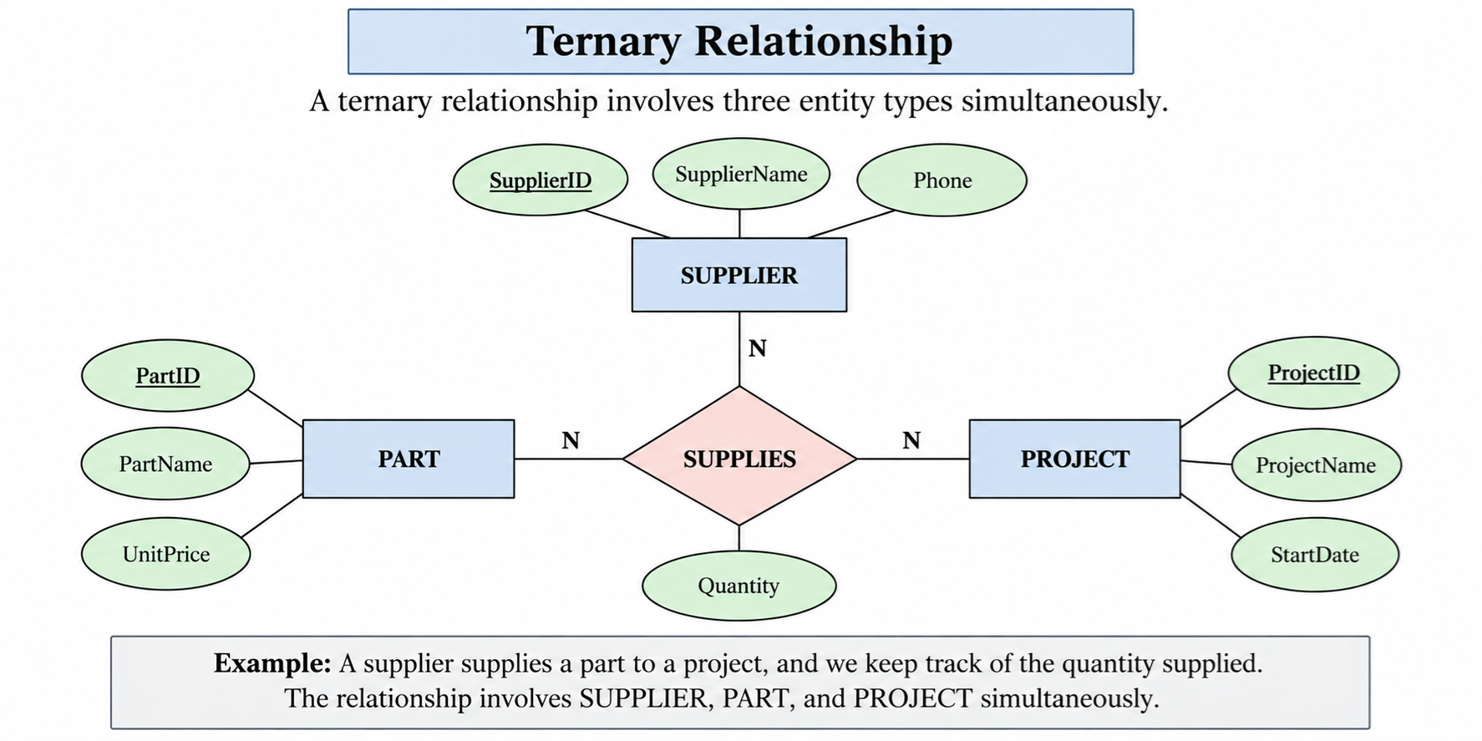 Ternary Relationship
A ternary relationship involves three entity types simultaneously.
SupplierID
SupplierName
Phone
SUPPLIER
N
PartID
PartName
UnitPrice
PART
N
SUPPLIES
N
PROJECT
ProjectID
ProjectName
StartDate
Quantity
Example: A supplier supplies a part to a project, and we keep track of the quantity supplied.
The relationship involves SUPPLIER, PART, and PROJECT simultaneously.